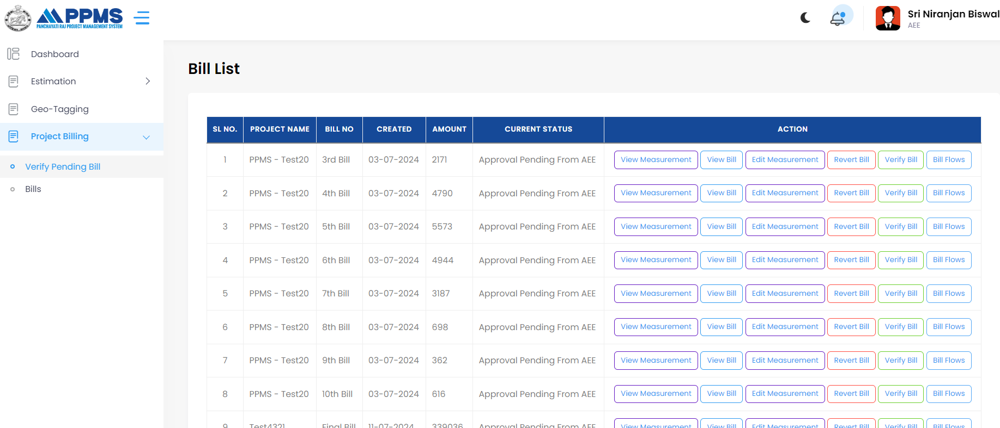 PPMS
PANCHAYATI RAJ PROJECT MANAGEMENT SYSTEM
Sri Niranjan Biswal
AEE
Dashboard
Estimation
Geo-Tagging
Project Billing
Verify Pending Bill
Bills
Bill List
SL NO. PROJECT NAME BILL NO CREATED AMOUNT CURRENT STATUS ACTION
1 PPMS - Test20 3rd Bill 03-07-2024 2171 Approval Pending From AEE View Measurement View Bill Edit Measurement Revert Bill Verify Bill Bill Flows
2 PPMS - Test20 4th Bill 03-07-2024 4790 Approval Pending From AEE View Measurement View Bill Edit Measurement Revert Bill Verify Bill Bill Flows
3 PPMS - Test20 5th Bill 03-07-2024 5573 Approval Pending From AEE View Measurement View Bill Edit Measurement Revert Bill Verify Bill Bill Flows
4 PPMS - Test20 6th Bill 03-07-2024 4944 Approval Pending From AEE View Measurement View Bill Edit Measurement Revert Bill Verify Bill Bill Flows
5 PPMS - Test20 7th Bill 03-07-2024 3187 Approval Pending From AEE View Measurement View Bill Edit Measurement Revert Bill Verify Bill Bill Flows
6 PPMS - Test20 8th Bill 03-07-2024 698 Approval Pending From AEE View Measurement View Bill Edit Measurement Revert Bill Verify Bill Bill Flows
7 PPMS - Test20 9th Bill 03-07-2024 362 Approval Pending From AEE View Measurement View Bill Edit Measurement Revert Bill Verify Bill Bill Flows
8 PPMS - Test20 10th Bill 03-07-2024 616 Approval Pending From AEE View Measurement View Bill Edit Measurement Revert Bill Verify Bill Bill Flows
9 Test4321 Final Bill 11-07-2024 339036 Approval Pending From AEE View Measurement View Bill Edit Measurement Revert Bill Verify Bill Bill Flows